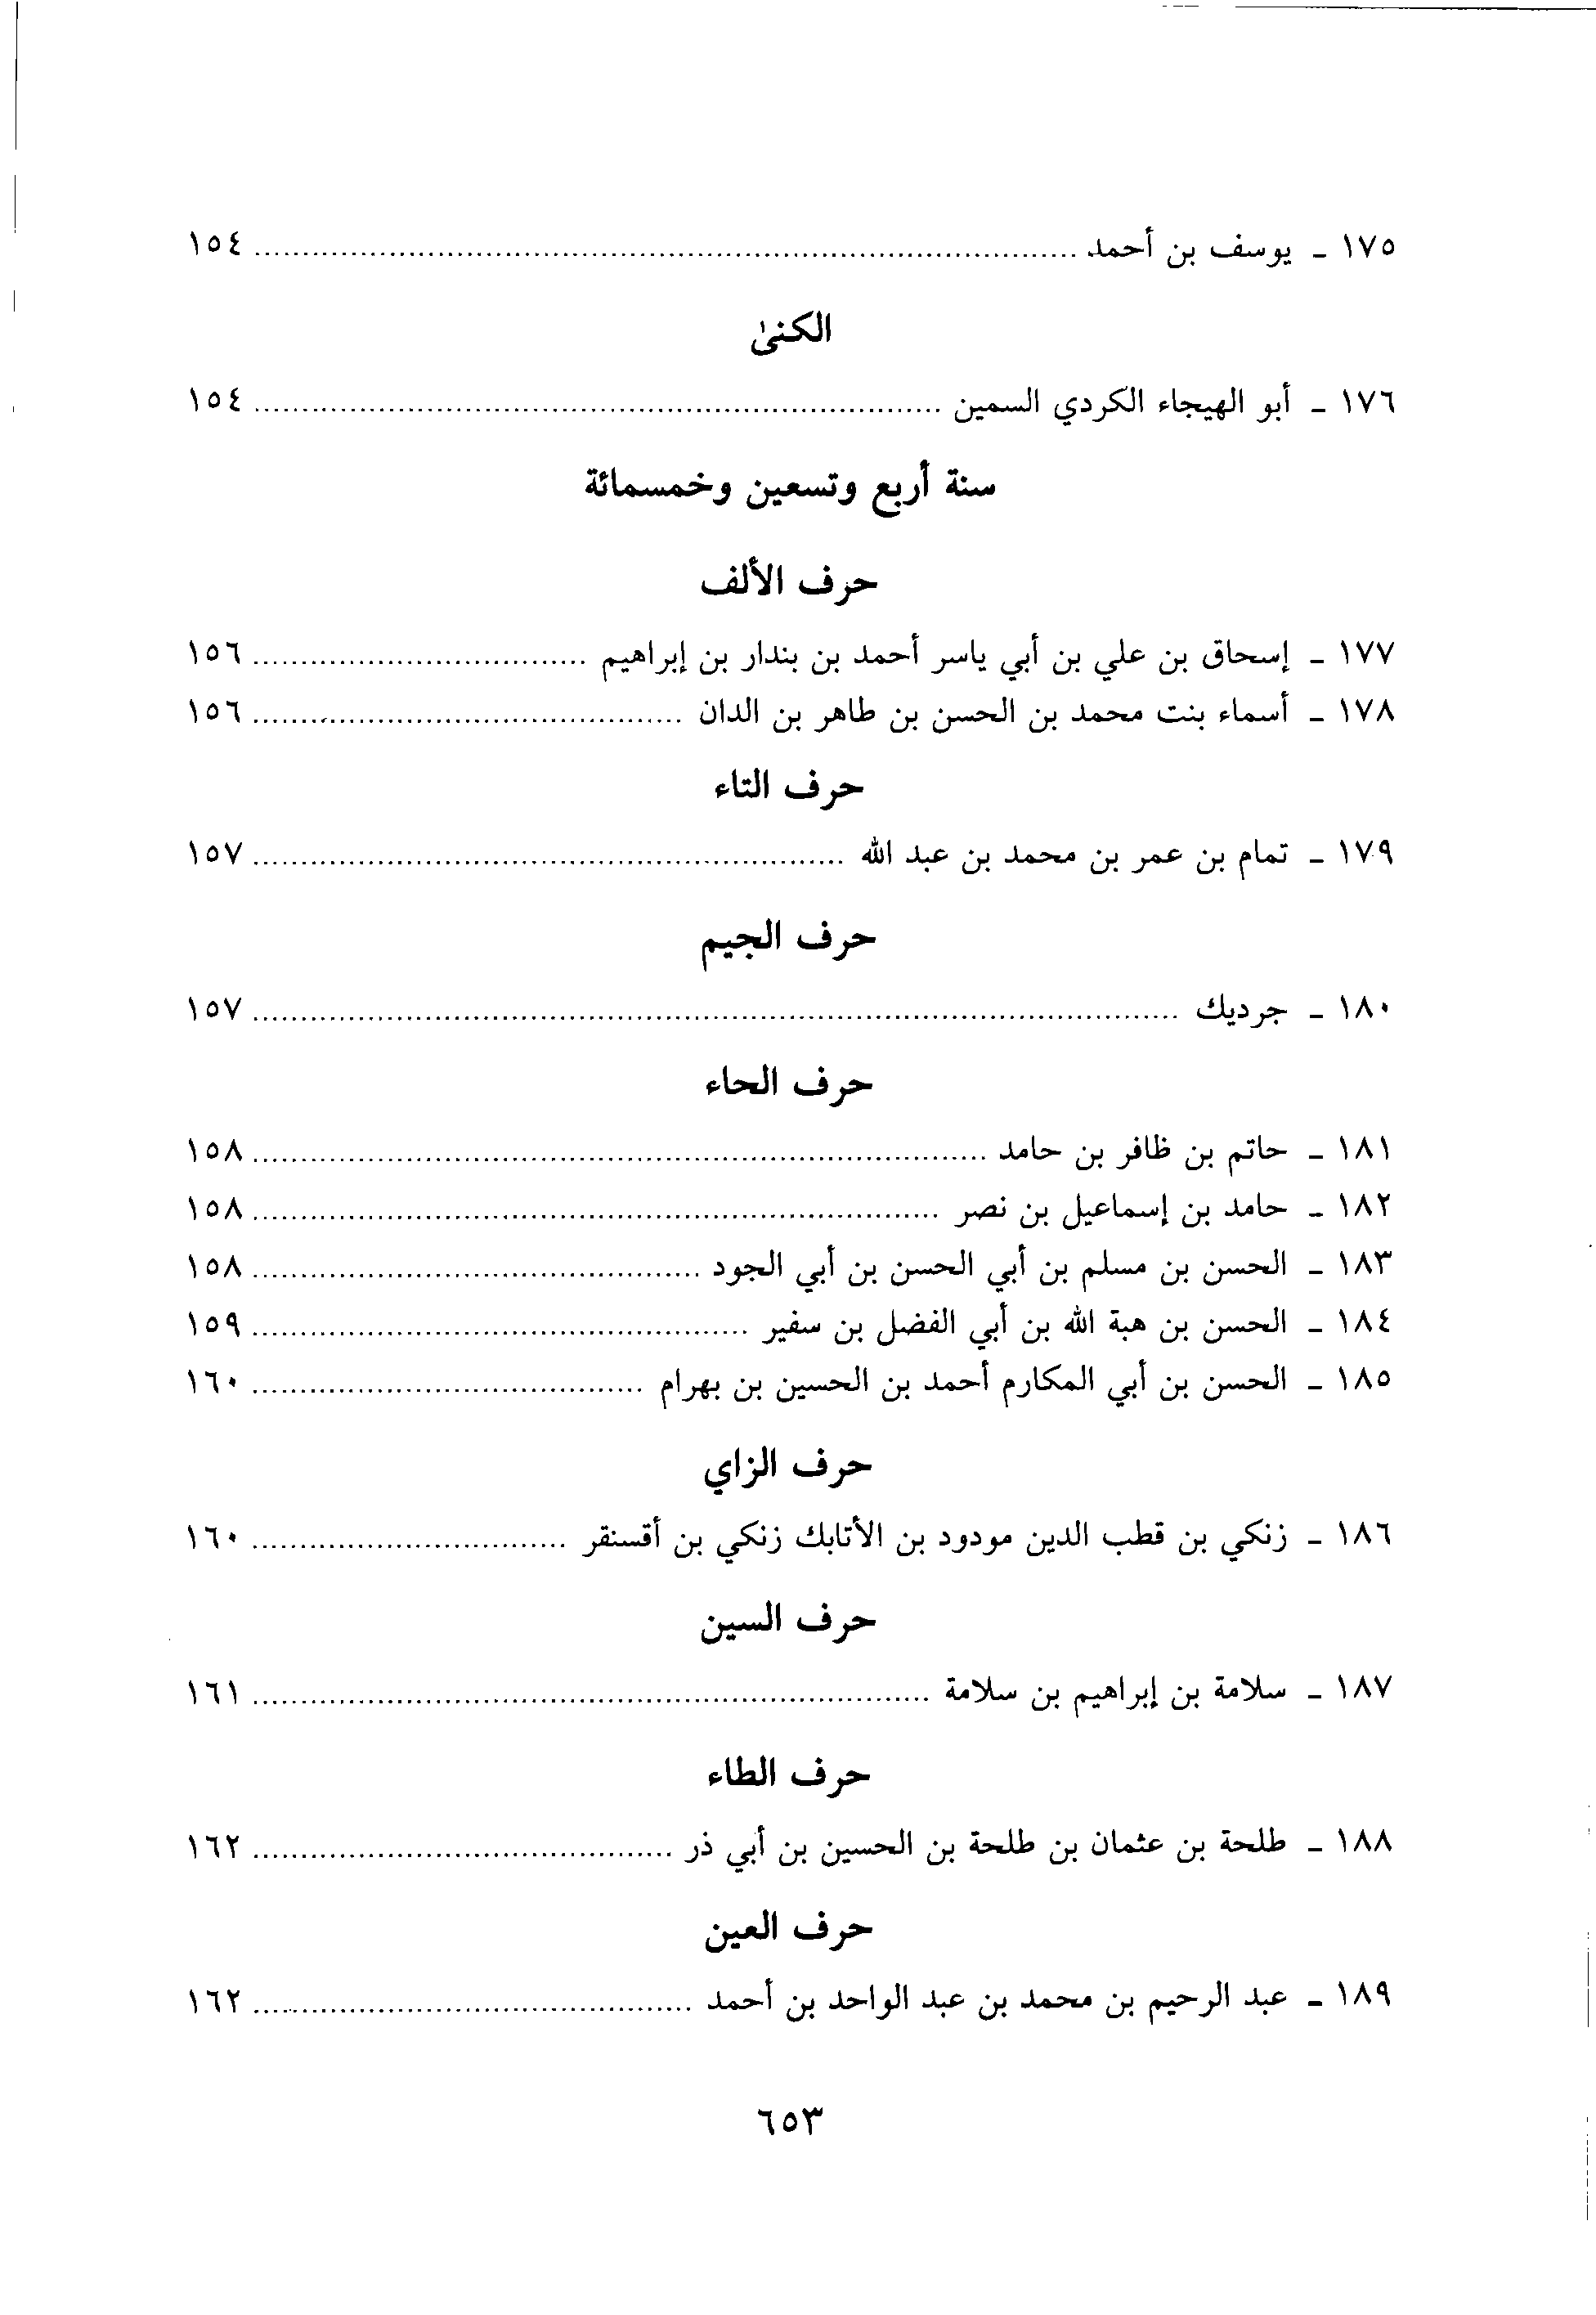 ١٧٥ - يوسف بن أحمد ........ ١٥٤
الكنىٰ
١٧٦ - أبو الهيجاء الكردي السمين ........ ١٥٤
سنة أربع وتسعين وخمسمائة
حرف الألف
١٧٧ - إسحاق بن علي بن أبي ياسر أحمد بن بندار بن إبراهيم ........ ١٥٦
١٧٨ - أسماء بنت محمد بن الحسن بن طاهر بن الدان ........ ١٥٦
حرف التاء
١٧٩ - تمام بن عمر بن محمد بن عبد الله ........ ١٥٧
حرف الجيم
١٨٠ - جرديك ........ ١٥٧
حرف الحاء
١٨١ - حاتم بن ظافر بن حامد ........ ١٥٨
١٨٢ - حامد بن إسماعيل بن نصر ........ ١٥٨
١٨٣ - الحسن بن مسلم بن أبي الحسن بن أبي الجود ........ ١٥٨
١٨٤ - الحسن بن هبة الله بن أبي الفضل بن سفير ........ ١٥٩
١٨٥ - الحسن بن أبي المكارم أحمد بن الحسين بن بهرام ........ ١٦٠
حرف الزاي
١٨٦ - زنكي بن قطب الدين مودود بن الأتابك زنكي بن أقسنقر ........ ١٦٠
حرف السين
١٨٧ - سلامة بن إبراهيم بن سلامة ........ ١٦١
حرف الطاء
١٨٨ - طلحة بن عثمان بن طلحة بن الحسين بن أبي ذر ........ ١٦٢
حرف العين
١٨٩ - عبد الرحيم بن محمد بن عبد الواحد بن أحمد ........ ١٦٢
٦٥٣